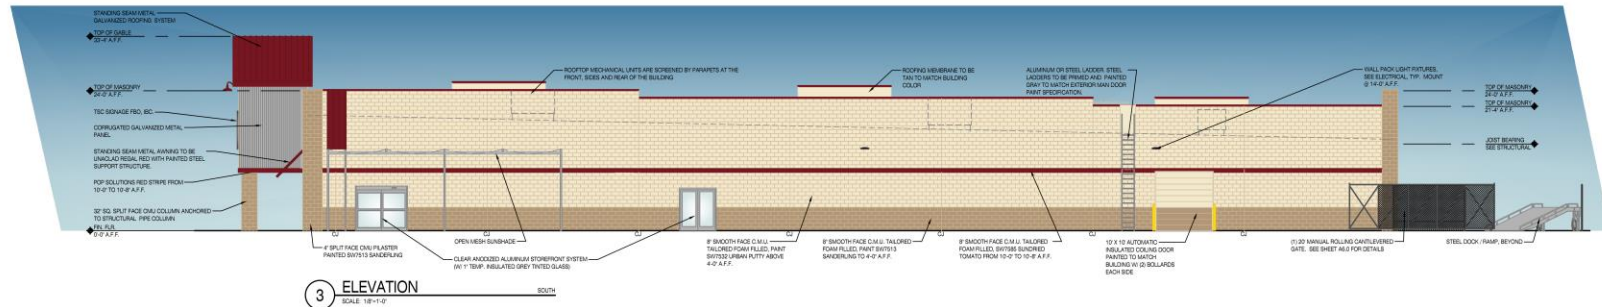 STANDING SEAM METAL
GALVANIZED ROOFING SYSTEM
TOP OF GABLE
33'-4" A.F.F.
TOP OF MASONRY
24'-0" A.F.F.
TSC SIGNAGE FBO, IBC.
CORRUGATED GALVANIZED METAL
PANEL
STANDING SEAM METAL AWNING TO BE
UNACLAD REGAL RED WITH PAINTED STEEL
SUPPORT STRUCTURE.
POP SOLUTIONS RED STRIPE FROM
10'-0" TO 10'-8" A.F.F.
32" SQ. SPLIT FACE CMU COLUMN ANCHORED
TO STRUCTURAL PIPE COLUMN
FIN. FLR.
0'-0" A.F.F.
4" SPLIT FACE CMU PILASTER
PAINTED SW7513 SANDERLING
OPEN MESH SUNSHADE
CLEAR ANODIZED ALUMINUM STOREFRONT SYSTEM
(W/ 1" TEMP. INSULATED GREY TINTED GLASS)
ROOFTOP MECHANICAL UNITS ARE SCREENED BY PARAPETS AT THE
FRONT, SIDES AND REAR OF THE BUILDING
8" SMOOTH FACE C.M.U.
TAILORED FOAM FILLED, PAINT
SW7532 URBAN PUTTY ABOVE
4'-0" A.F.F.
8" SMOOTH FACE C.M.U. TAILORED
FOAM FILLED, PAINT SW7513
SANDERLING TO 4'-0" A.F.F.
ROOFING MEMBRANE TO BE
TAN TO MATCH BUILDING
COLOR
8" SMOOTH FACE C.M.U. TAILORED
FOAM FILLED, SW7585 SUNDRIED
TOMATO FROM 10'-0" TO 10'-8" A.F.F.
ALUMINUM OR STEEL LADDER. STEEL
LADDERS TO BE PRIMED AND PAINTED
GRAY TO MATCH EXTERIOR MAN DOOR
PAINT SPECIFICATION.
10' X 10' AUTOMATIC
INSULATED COILING DOOR
PAINTED TO MATCH
BUILDING W/ (2) BOLLARDS
EACH SIDE
WALL PACK LIGHT FIXTURES,
SEE ELECTRICAL, TYP. MOUNT
@ 14'-0" A.F.F.
TOP OF MASONRY
24'-0" A.F.F.
TOP OF MASONRY
21'-4" A.F.F.
JOIST BEARING
SEE STRUCTURAL
(1) 20' MANUAL ROLLING CANTILEVERED
GATE. SEE SHEET A6.0 FOR DETAILS
STEEL DOCK / RAMP, BEYOND
3
ELEVATION
SOUTH
SCALE: 1/8"=1'-0"